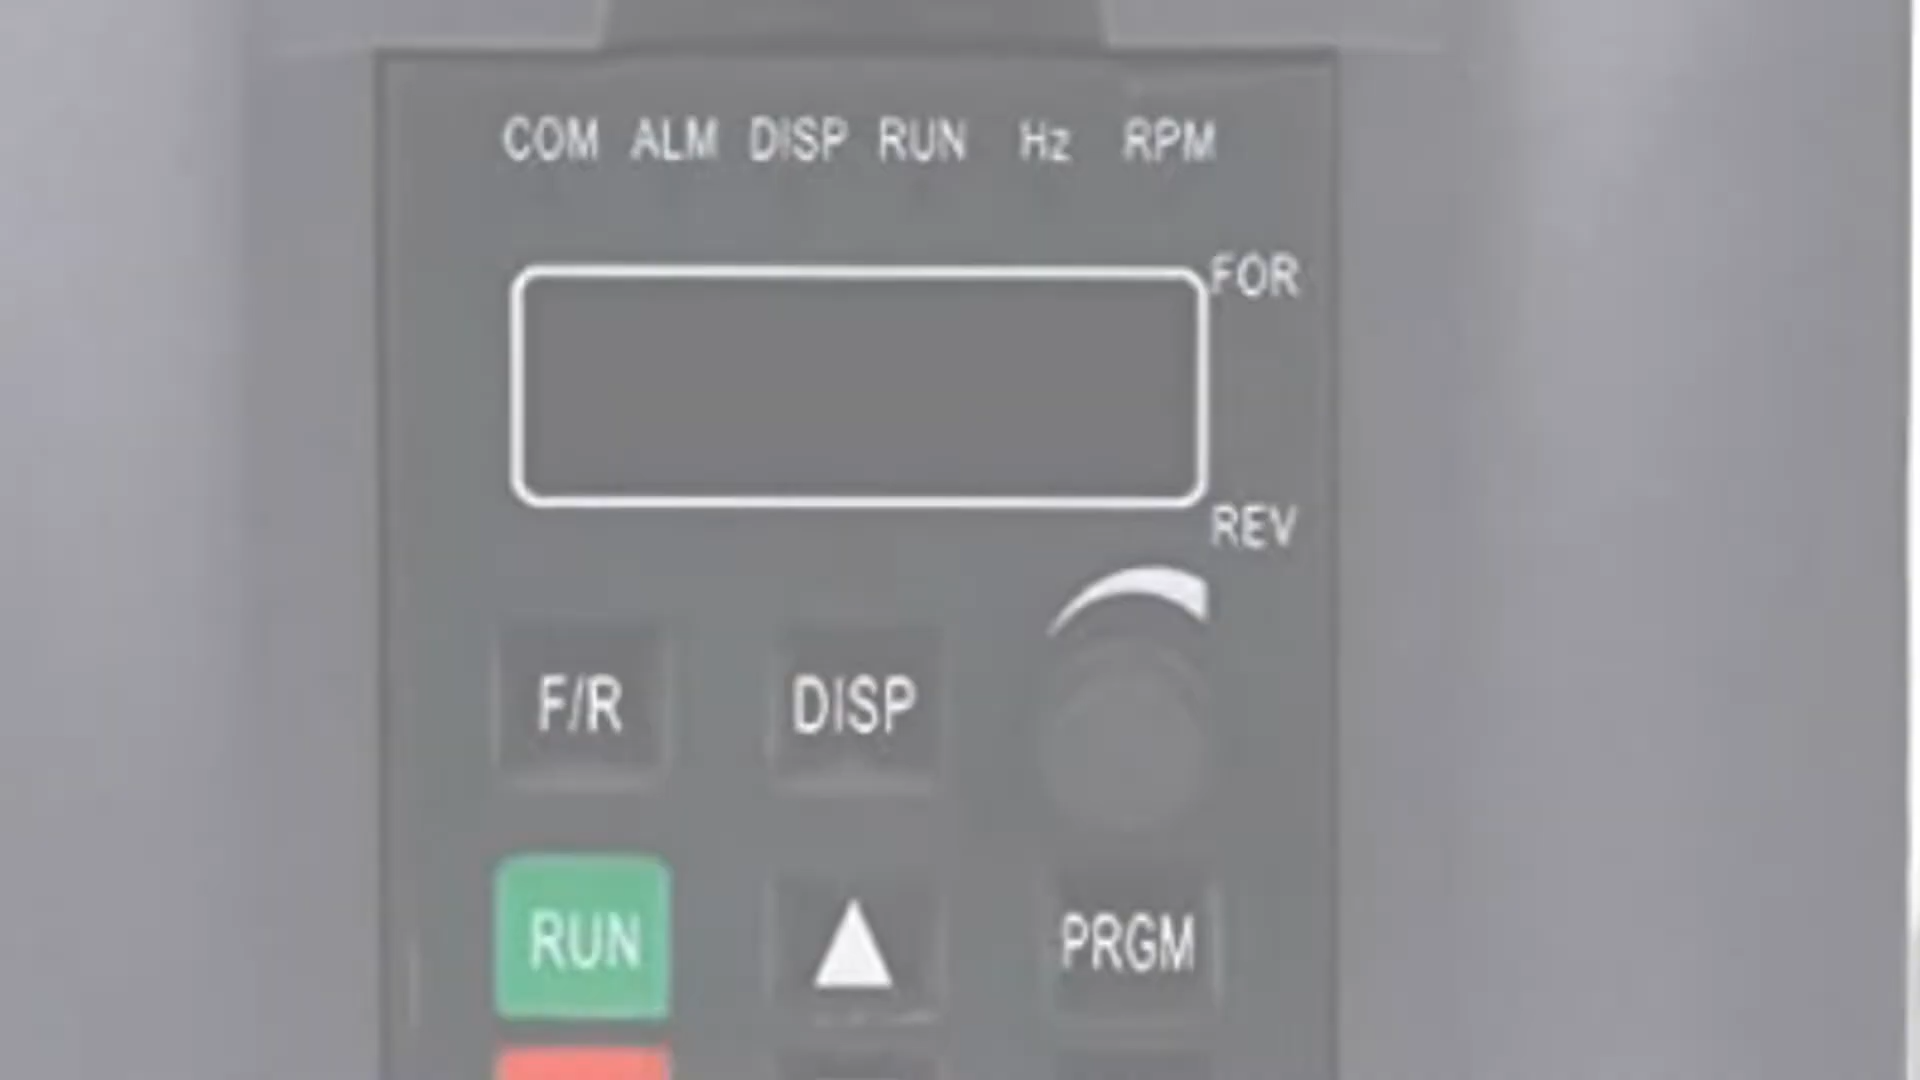 COM ALM DISP RUN Hz RPM
FOR
REV
F/R DISP
RUN PRGM